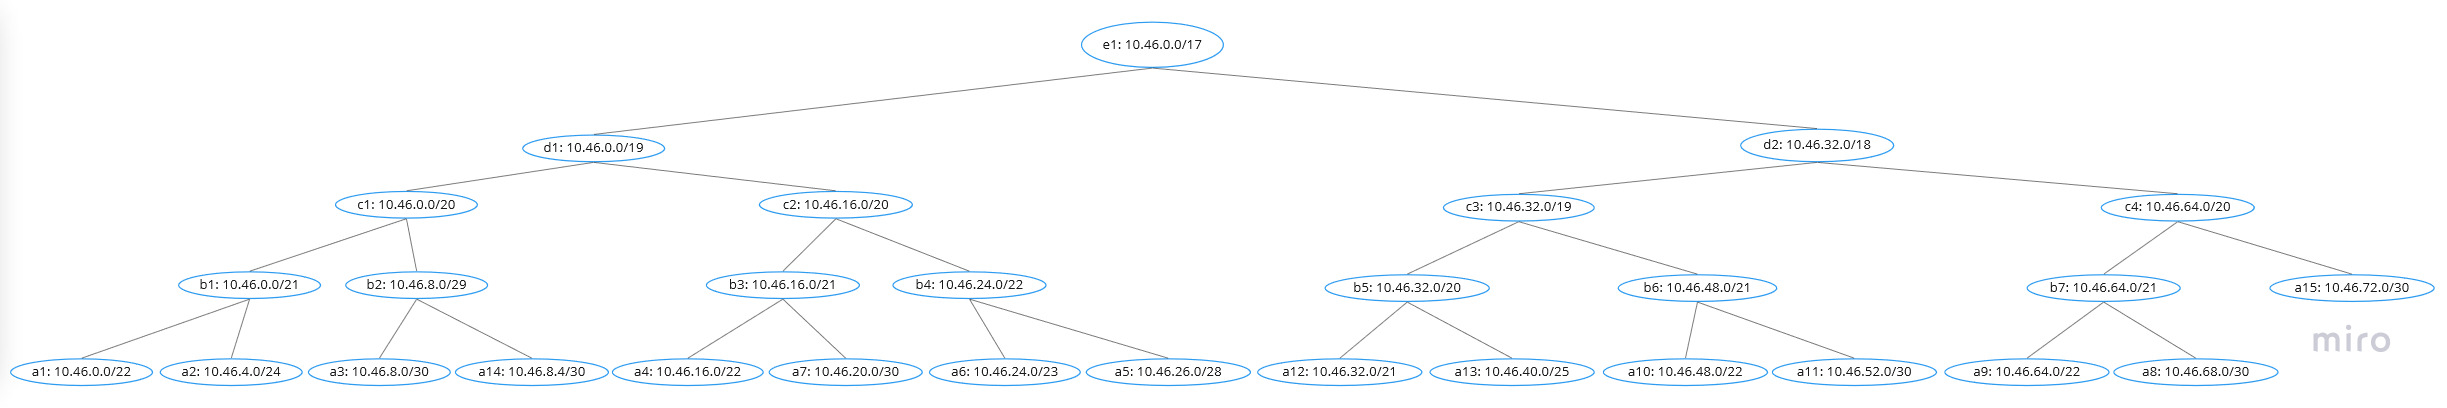 e1: 10.46.0.0/17
d1: 10.46.0.0/19
d2: 10.46.32.0/18
c1: 10.46.0.0/20
c2: 10.46.16.0/20
c3: 10.46.32.0/19
c4: 10.46.64.0/20
b1: 10.46.0.0/21
b2: 10.46.8.0/29
b3: 10.46.16.0/21
b4: 10.46.24.0/22
b5: 10.46.32.0/20
b6: 10.46.48.0/21
b7: 10.46.64.0/21
a15: 10.46.72.0/30
a1: 10.46.0.0/22
a2: 10.46.4.0/24
a3: 10.46.8.0/30
a14: 10.46.8.4/30
a4: 10.46.16.0/22
a7: 10.46.20.0/30
a6: 10.46.24.0/23
a5: 10.46.26.0/28
a12: 10.46.32.0/21
a13: 10.46.40.0/25
a10: 10.46.48.0/22
a11: 10.46.52.0/30
a9: 10.46.64.0/22
a8: 10.46.68.0/30
miro